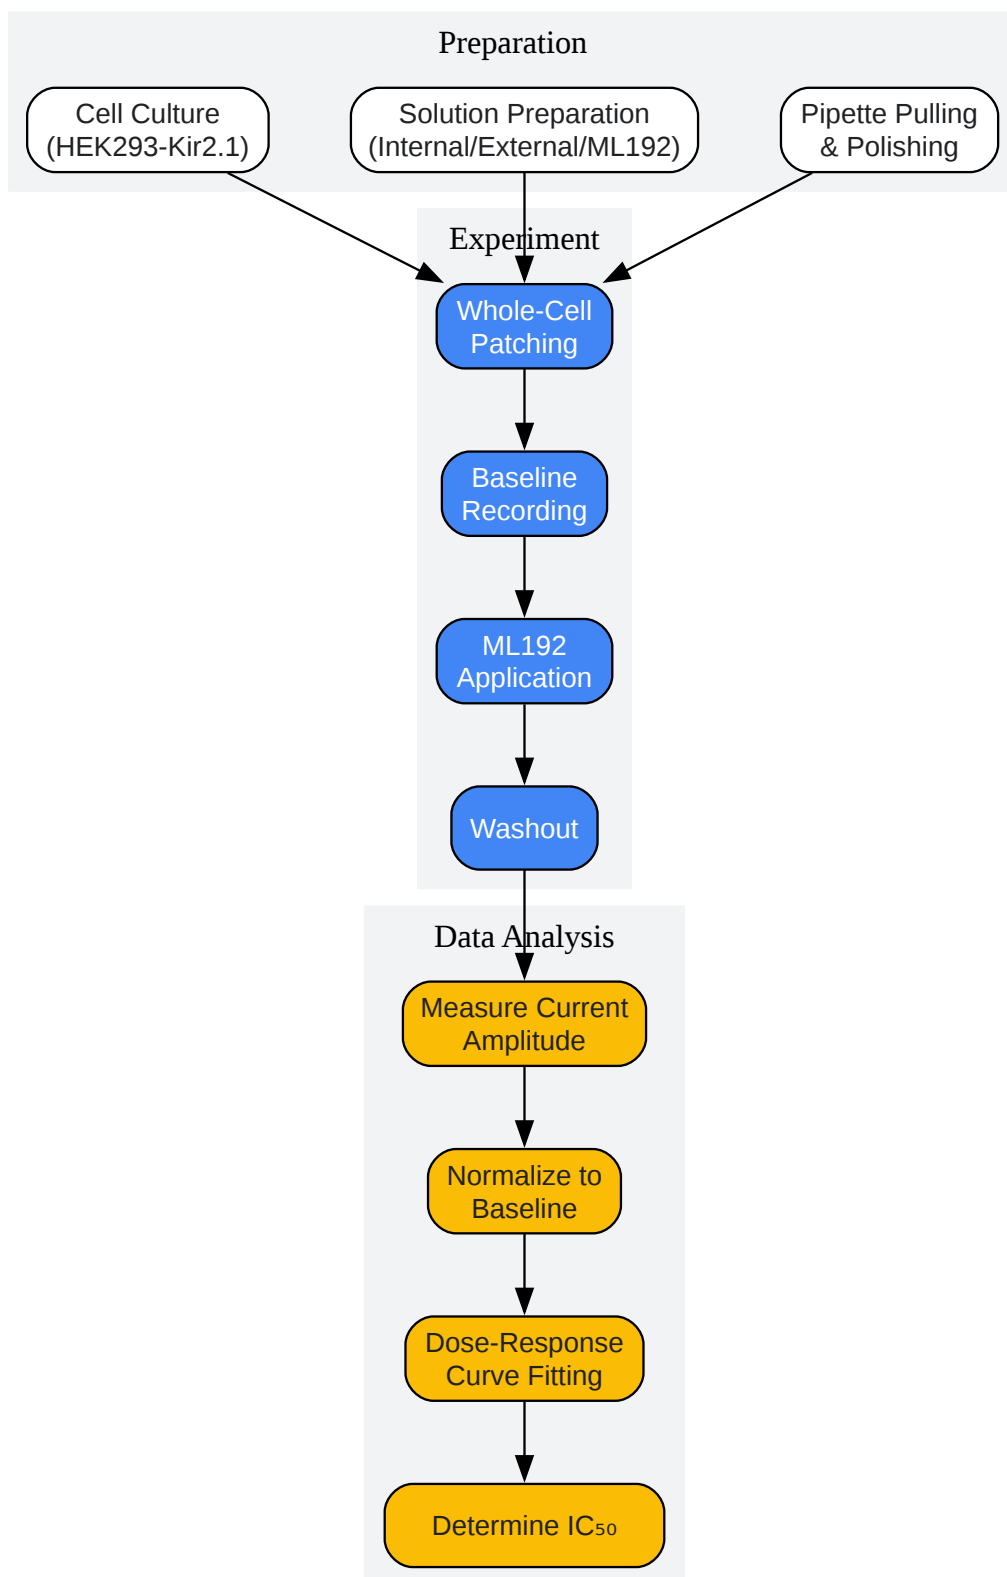 Preparation
Cell Culture
(HEK293-Kir2.1)
Solution Preparation
(Internal/External/ML192)
Pipette Pulling
& Polishing
Experiment
Whole-Cell
Patching
Baseline
Recording
ML192
Application
Washout
Data Analysis
Measure Current
Amplitude
Normalize to
Baseline
Dose-Response
Curve Fitting
Determine IC₅₀